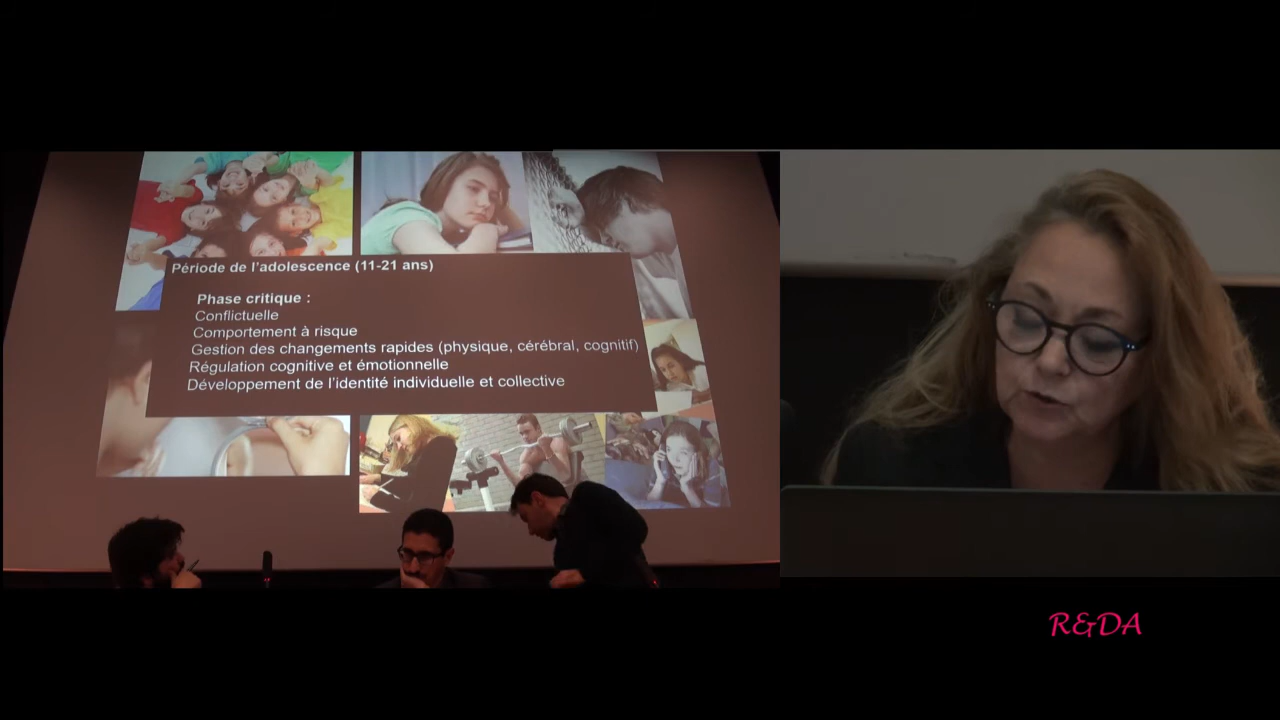 Période de l'adolescence (11-21 ans)
Phase critique :
Conflictuelle
Comportement à risque
Gestion des changements rapides (physique, cérébral, cognitif)
Régulation cognitive et émotionnelle
Développement de l'identité individuelle et collective
R&DA